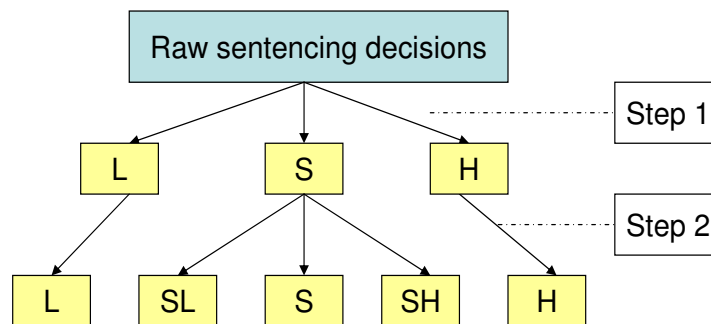 Raw sentencing decisions
Step 1
L
S
H
Step 2
L
SL
S
SH
H